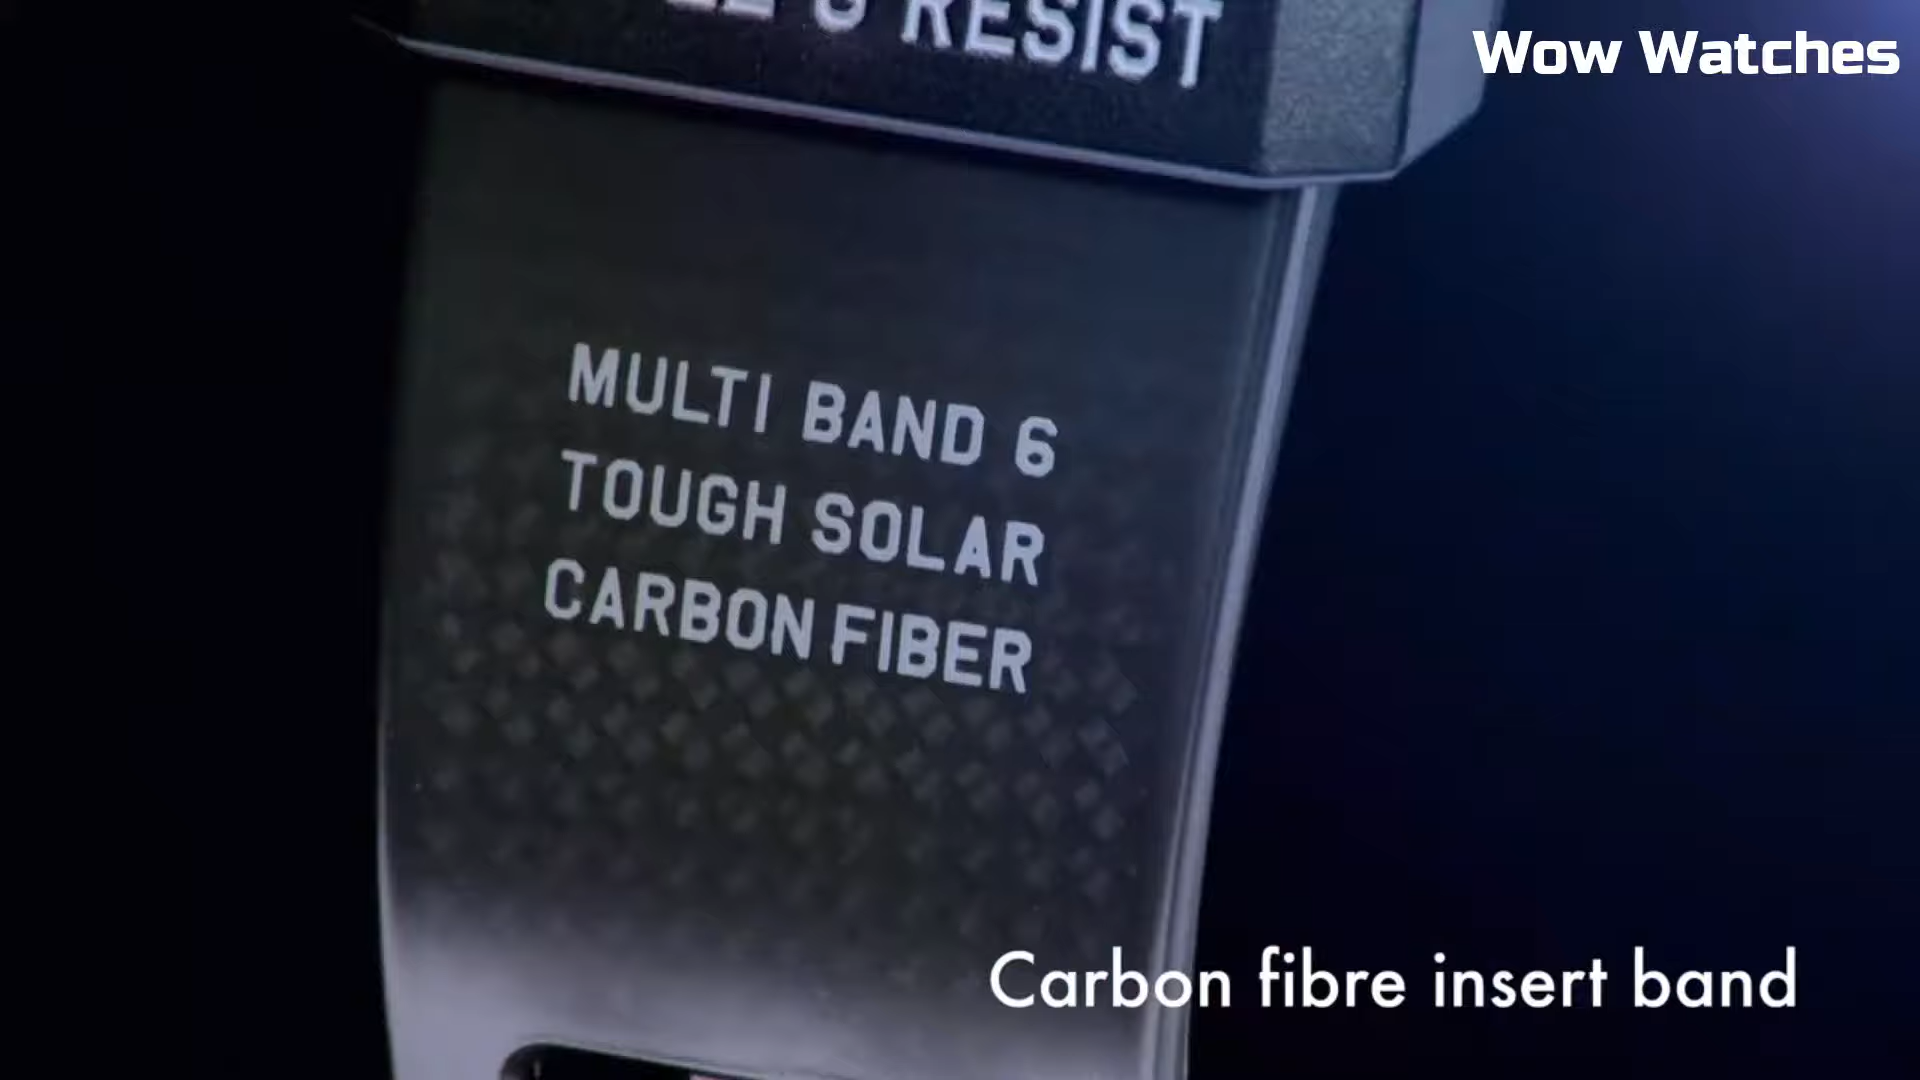 RESIST
Wow Watches
MULTI BAND 6
TOUGH SOLAR
CARBON FIBER
Carbon fibre insert band